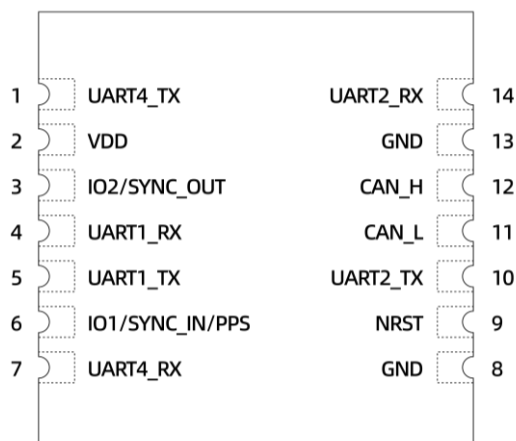 1 UART4_TX UART2_RX 14
2 VDD GND 13
3 IO2/SYNC_OUT CAN_H 12
4 UART1_RX CAN_L 11
5 UART1_TX UART2_TX 10
6 IO1/SYNC_IN/PPS NRST 9
7 UART4_RX GND 8